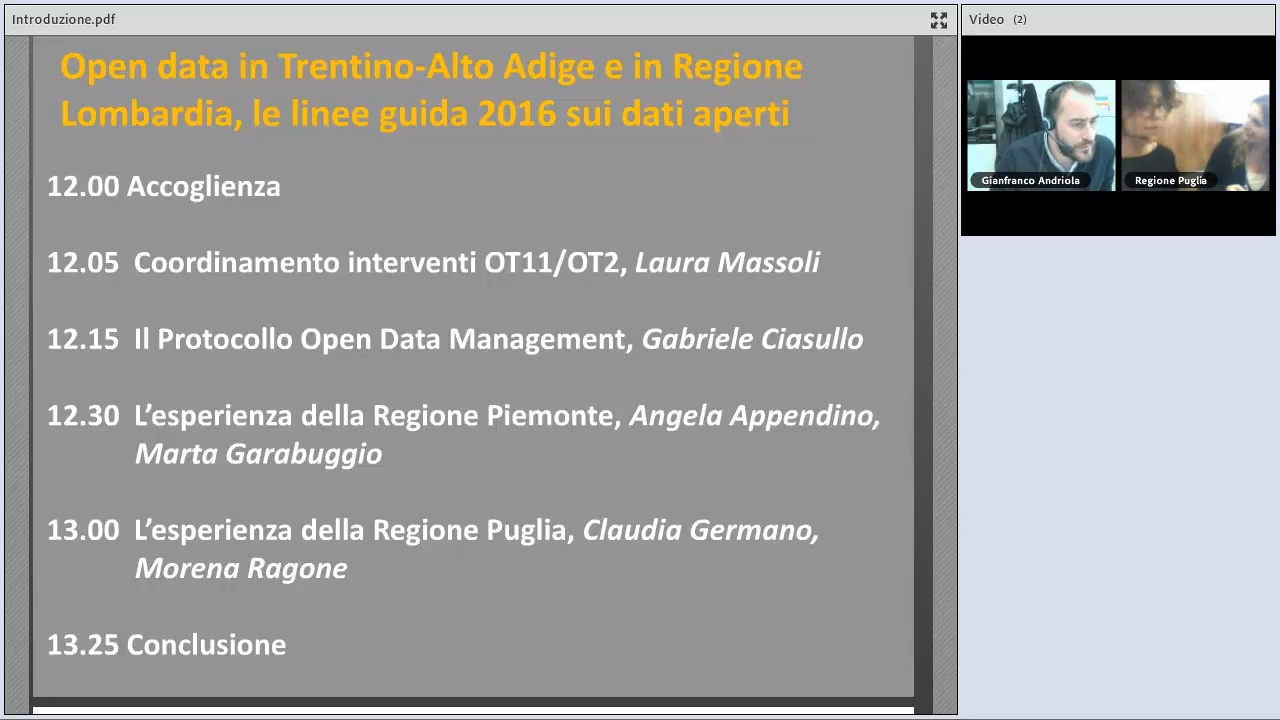 Introduzione.pdf
Video (2)
Open data in Trentino-Alto Adige e in Regione
Lombardia, le linee guida 2016 sui dati aperti
12.00 Accoglienza
12.05 Coordinamento interventi OT11/OT2, Laura Massoli
12.15 Il Protocollo Open Data Management, Gabriele Ciasullo
12.30 L'esperienza della Regione Piemonte, Angela Appendino,
Marta Garabuggio
13.00 L'esperienza della Regione Puglia, Claudia Germano,
Morena Ragone
13.25 Conclusione
Gianfranco Andriola
Regione Puglia